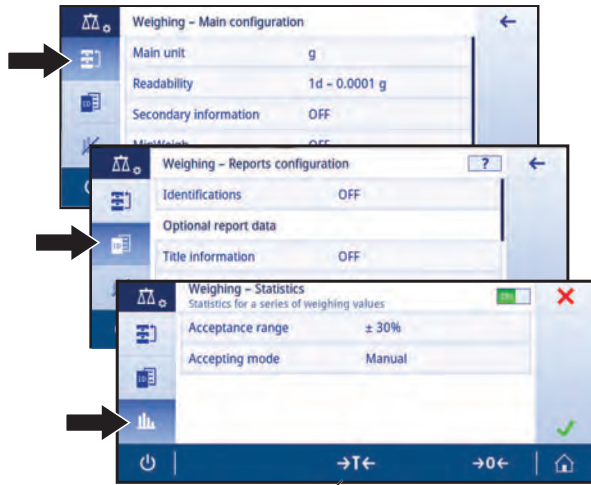 Weighing – Main configuration
Main unit g
Readability 1d – 0.0001 g
Secondary information OFF
Weighing – Reports configuration ?
Identifications OFF
Optional report data
Title information OFF
Weighing – Statistics
Statistics for a series of weighing values
Acceptance range ± 30%
Accepting mode Manual
→T← →0←